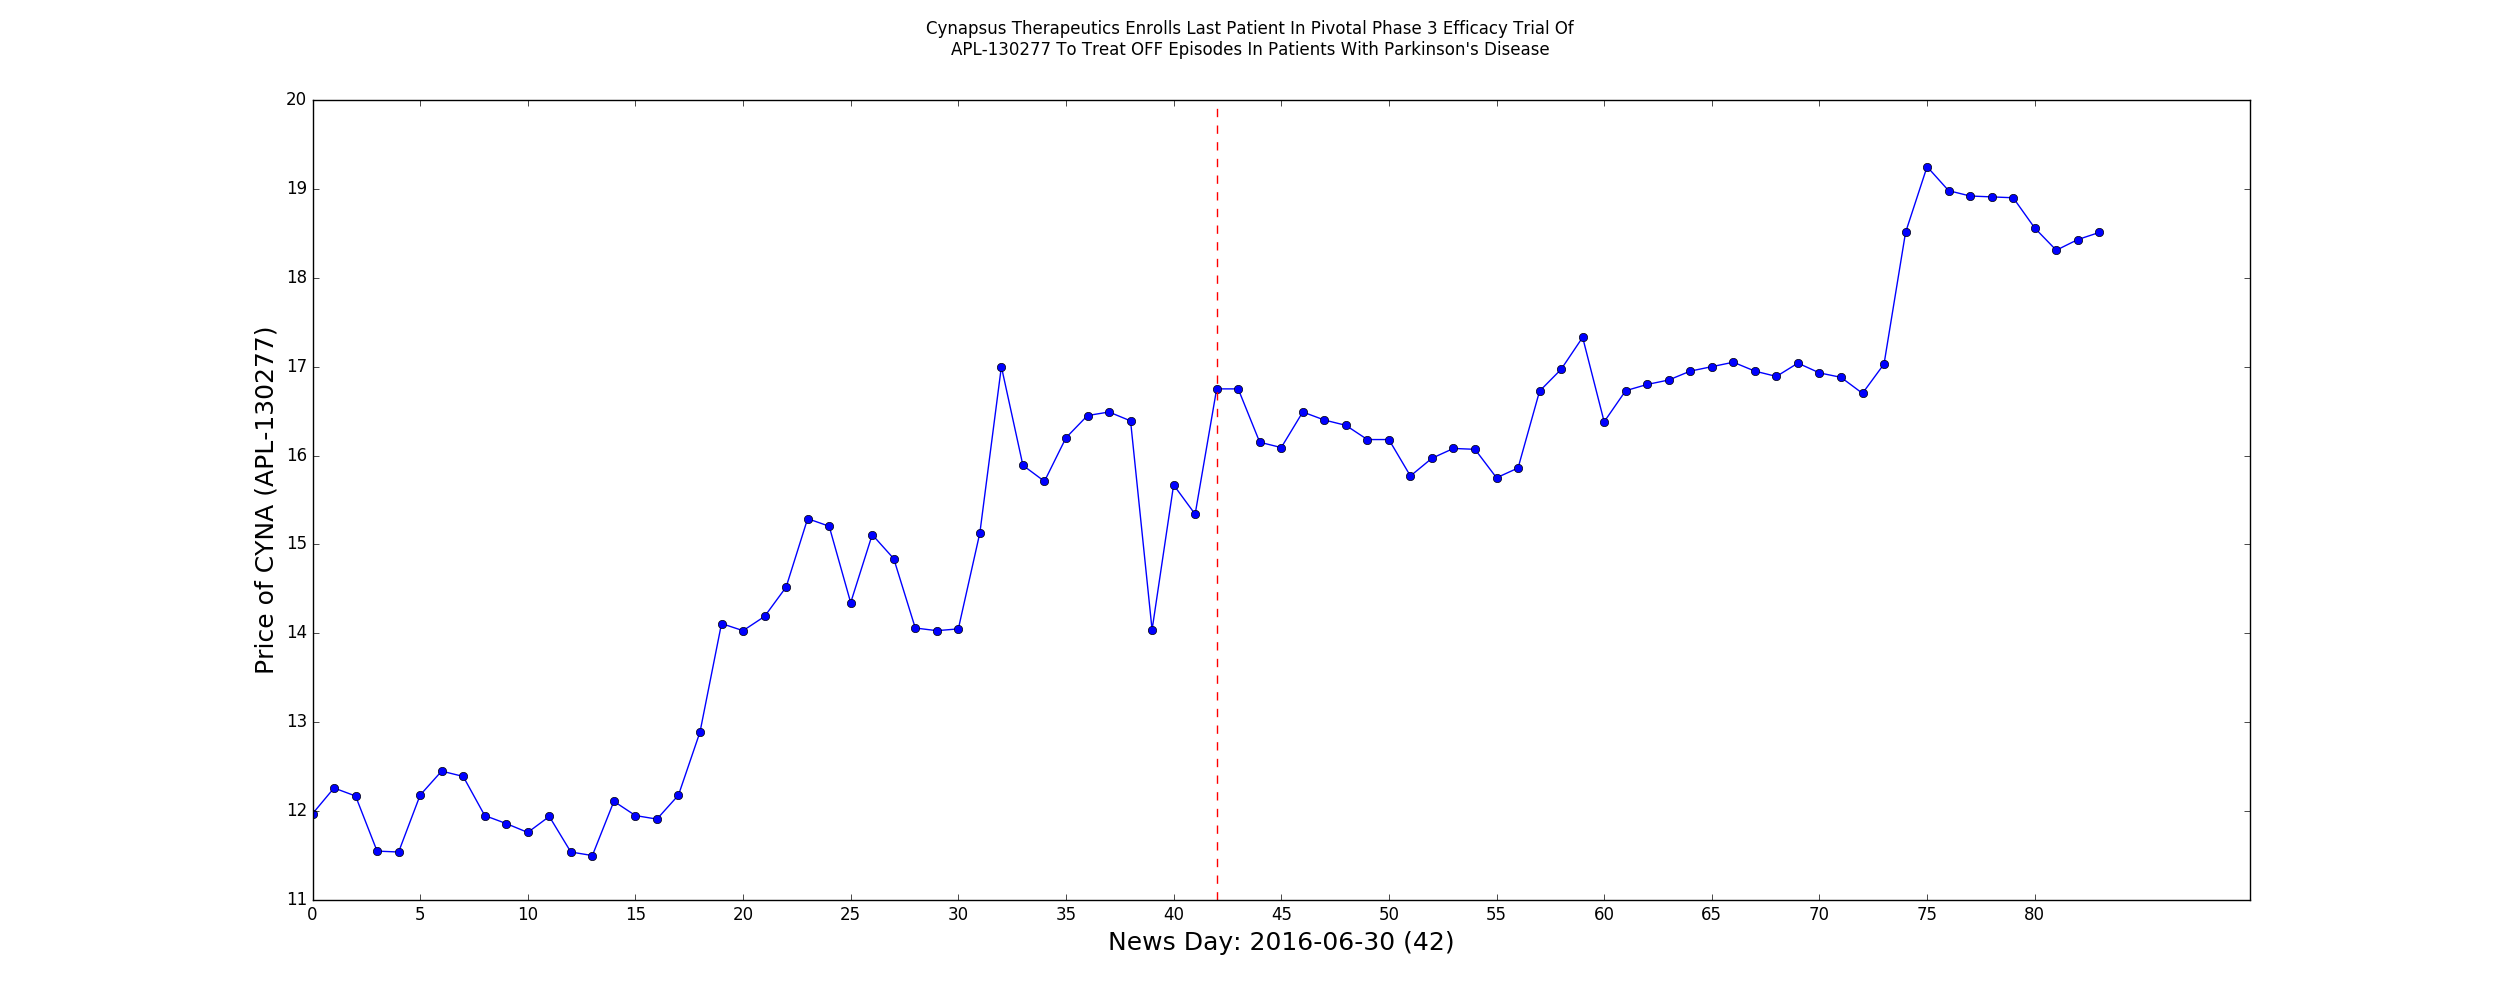 Cynapsus Therapeutics Enrolls Last Patient In Pivotal Phase 3 Efficacy Trial Of
APL-130277 To Treat OFF Episodes In Patients With Parkinson's Disease
20
19
18
17
16
15
14
13
12
11
Price of CYNA (APL-130277)
0 5 10 15 20 25 30 35 40 45 50 55 60 65 70 75 80
News Day: 2016-06-30 (42)